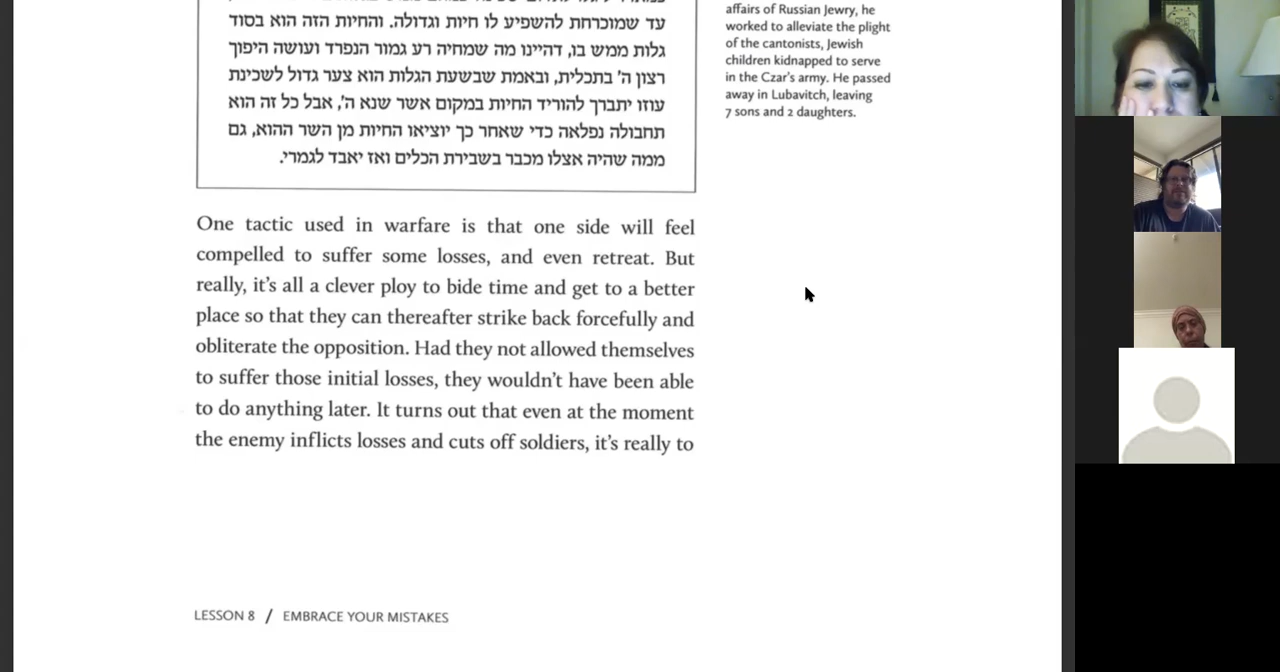 עד שמוכרחת להשפיע לו חיות וגדולה. והחיות הזה הוא בסוד
גלות ממש בו, דהיינו מה שמחיה רע גמור הנפרד ועושה היפוך
רצון ה' בתכלית, ובאמת שבשעת הגלות הוא צער גדול לשכינת
עוזו יתברך להוריד החיות במקום אשר שנא ה', אבל כל זה הוא
תחבולה נפלאה כדי שאחר כך יוציאו החיות מן השר ההוא, גם
ממה שהיה אצלו מכבר בשבירת הכלים ואז יאבד לגמרי.
affairs of Russian Jewry, he
worked to alleviate the plight
of the cantonists, Jewish
children kidnapped to serve
in the Czar's army. He passed
away in Lubavitch, leaving
7 sons and 2 daughters.
One tactic used in warfare is that one side will feel
compelled to suffer some losses, and even retreat. But
really, it's all a clever ploy to bide time and get to a better
place so that they can thereafter strike back forcefully and
obliterate the opposition. Had they not allowed themselves
to suffer those initial losses, they wouldn't have been able
to do anything later. It turns out that even at the moment
the enemy inflicts losses and cuts off soldiers, it's really to
LESSON 8 / EMBRACE YOUR MISTAKES